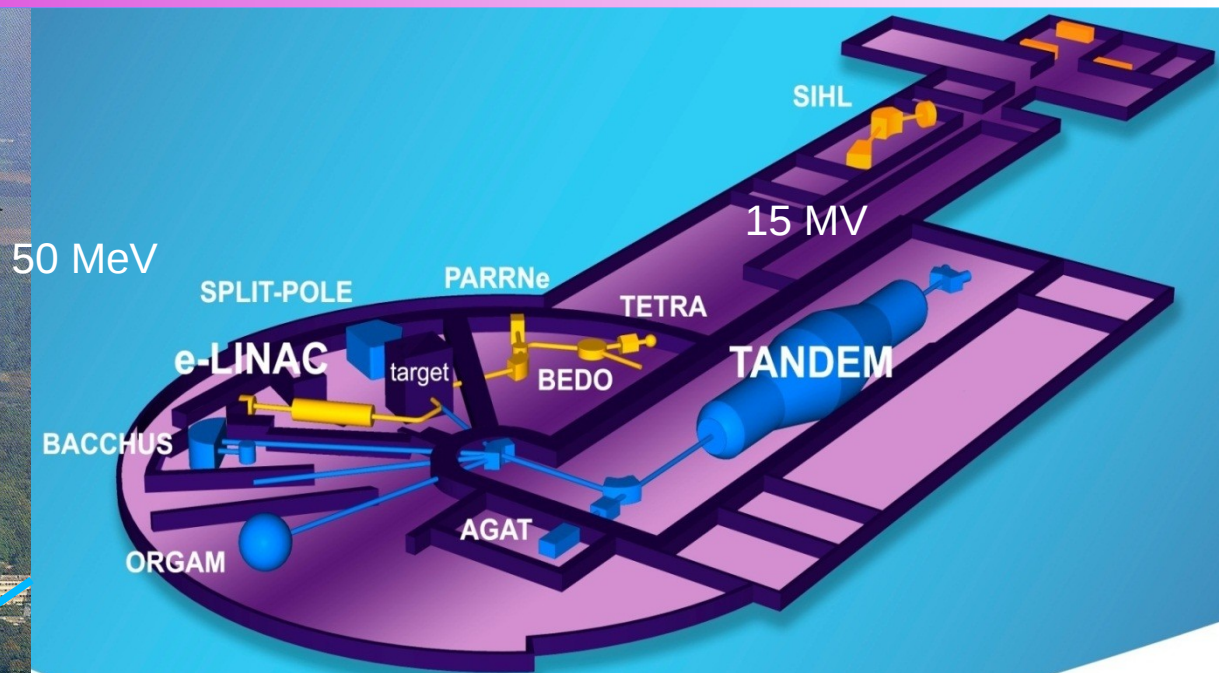 SIHL
15 MV
50 MeV
PARRNe
SPLIT-POLE
TETRA
e-LINAC
target
TANDEM
BEDO
BACCHUS
AGAT
ORGAM